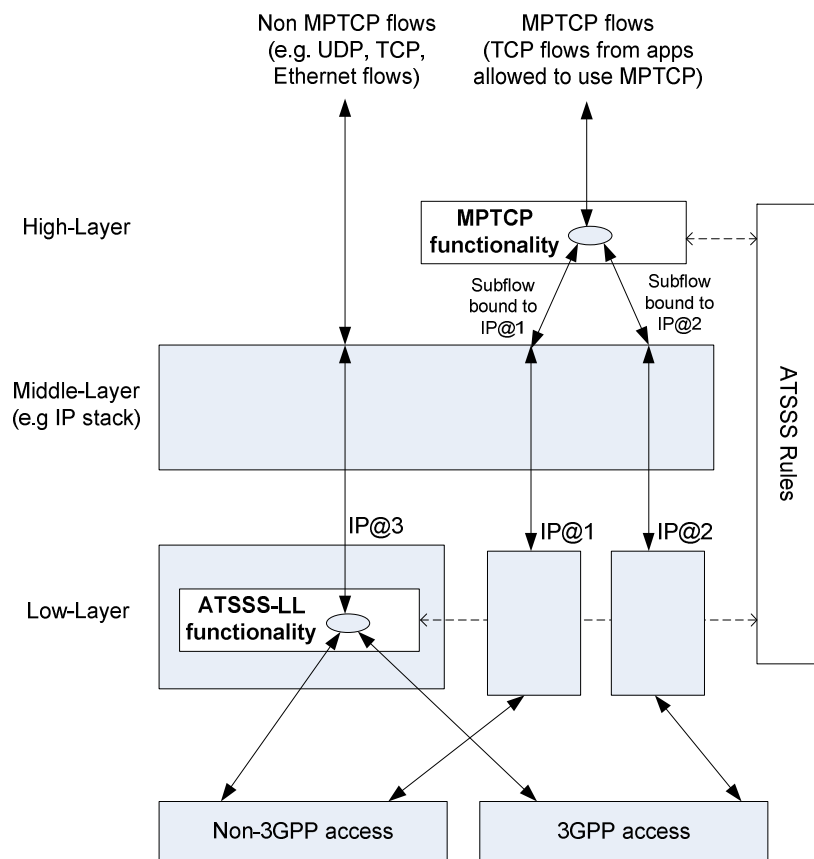 Non MPTCP flows
(e.g. UDP, TCP,
Ethernet flows)
MPTCP flows
(TCP flows from apps
allowed to use MPTCP)
High-Layer
MPTCP
functionality
Subflow
bound to
IP@1
Subflow
bound to
IP@2
Middle-Layer
(e.g IP stack)
ATSSS Rules
IP@3
IP@1
IP@2
Low-Layer
ATSSS-LL
functionality
Non-3GPP access
3GPP access